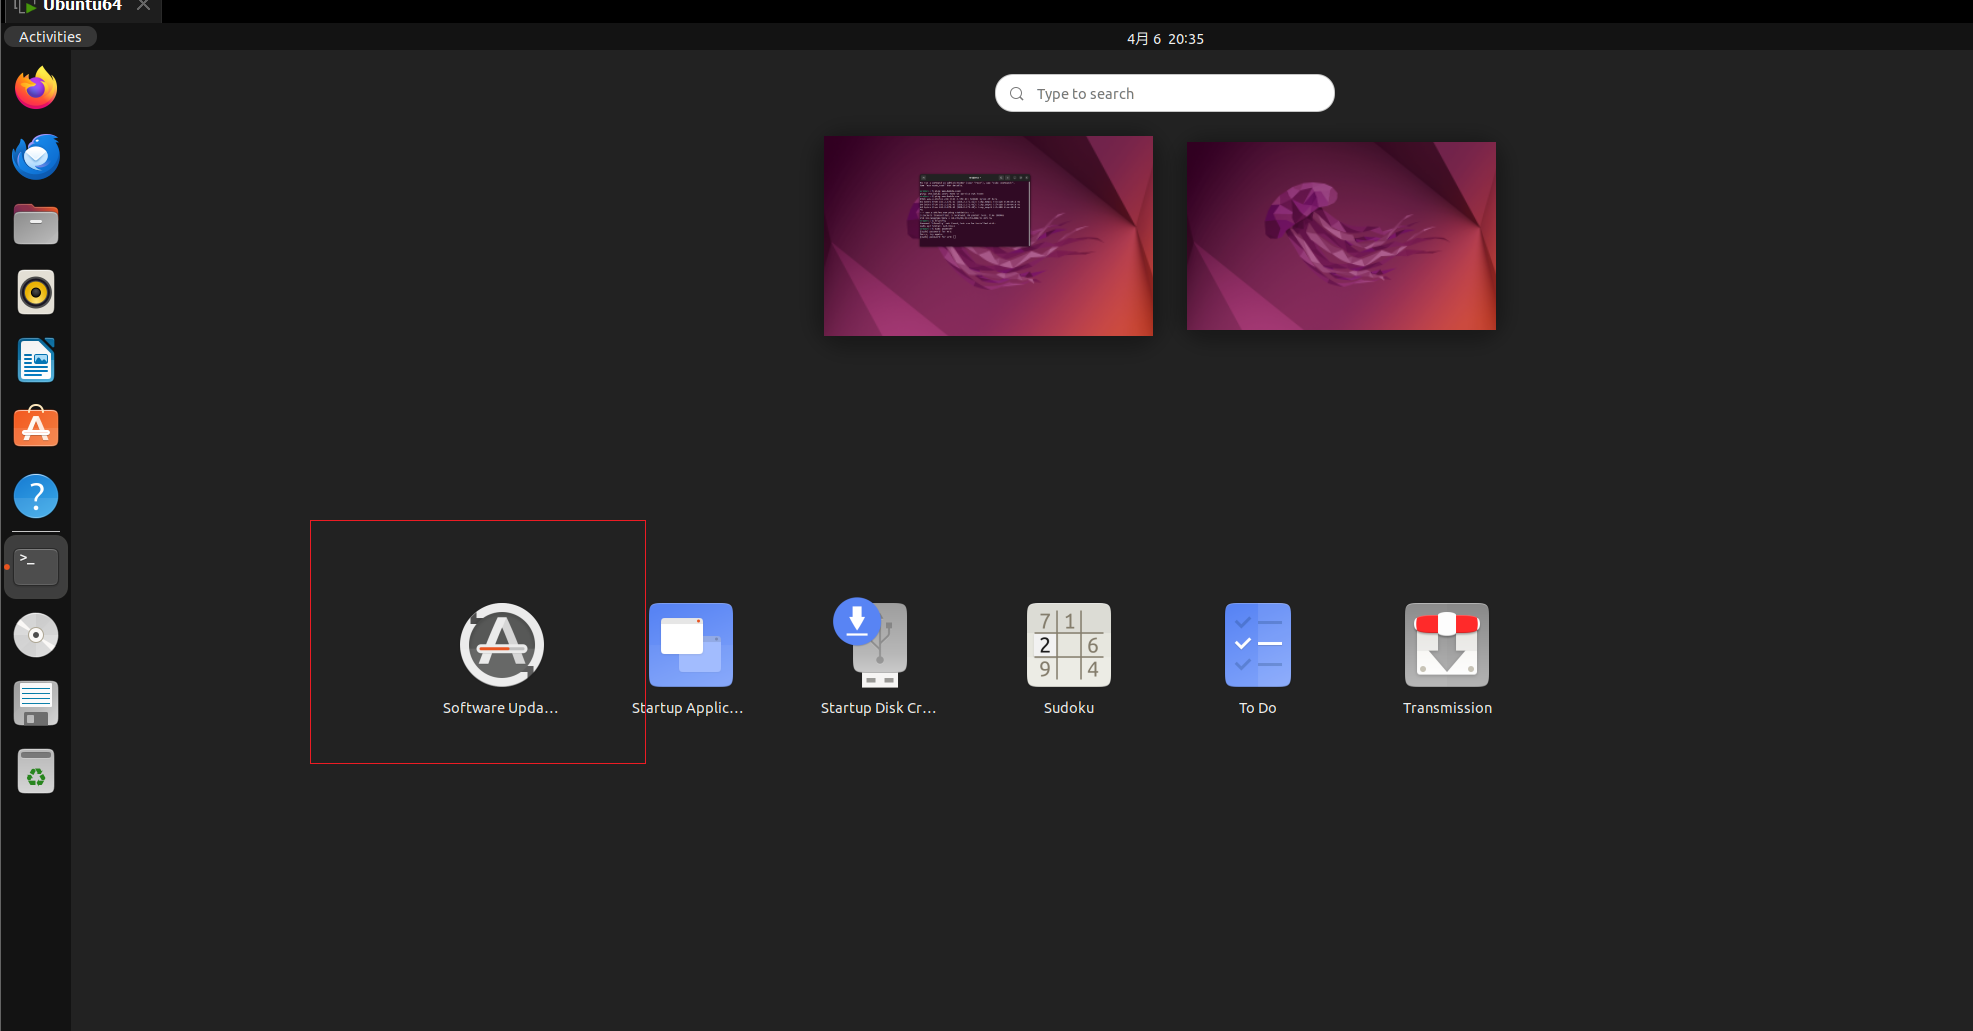 Ubuntu64
Activities
4月 6 20:35
Type to search
7 1
2 6
9 4
Software Upda...
Startup Applic...
Startup Disk Cr...
Sudoku
To Do
Transmission